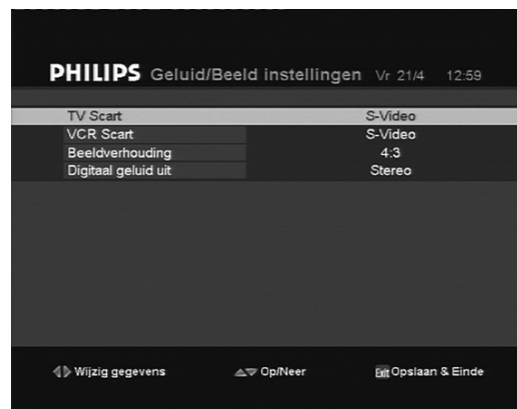 PHILIPS Geluid/Beeld instellingen Vr 21/4 12:59
TV Scart S-Video
VCR Scart S-Video
Beeldverhouding 4:3
Digitaal geluid uit Stereo
Wijzig gegevens Op/Neer Exit Opslaan & Einde